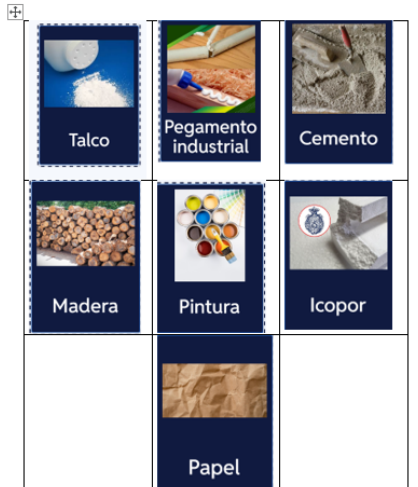 Talco
Pegamento
industrial
Cemento
Madera
Pintura
Icopor
Papel